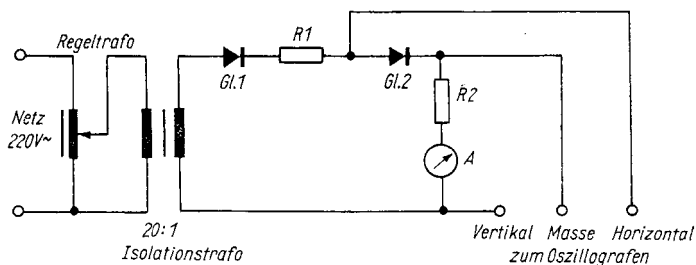 Regeltrafo
Netz
220V~
20:1
Isolationstrafo
Gl.1
R1
Gl.2
R2
A
Vertikal Masse Horizontal
zum Oszillografen